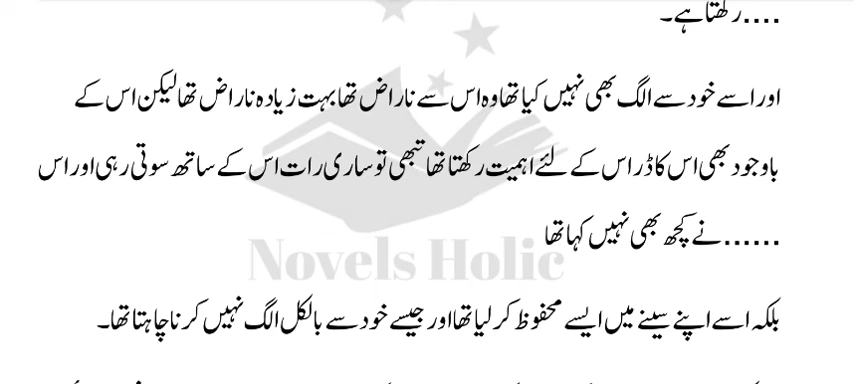 ....رکھتا ہے۔
اور اسے خود سے الگ بھی نہیں کیا تھا وہ اس سے ناراض تھا بہت زیادہ ناراض تھا لیکن اس کے
باوجود بھی اس کا ڈر اس کے لئے اہمیت رکھتا تھا تبھی تو ساری رات اس کے ساتھ سوتی رہی اور اس
......نے کچھ بھی نہیں کہا تھا
Novels Holic
بلکہ اسے اپنے سینے میں ایسے محفوظ کر لیا تھا اور جیسے خود سے بالکل الگ نہیں کرنا چاہتا تھا۔